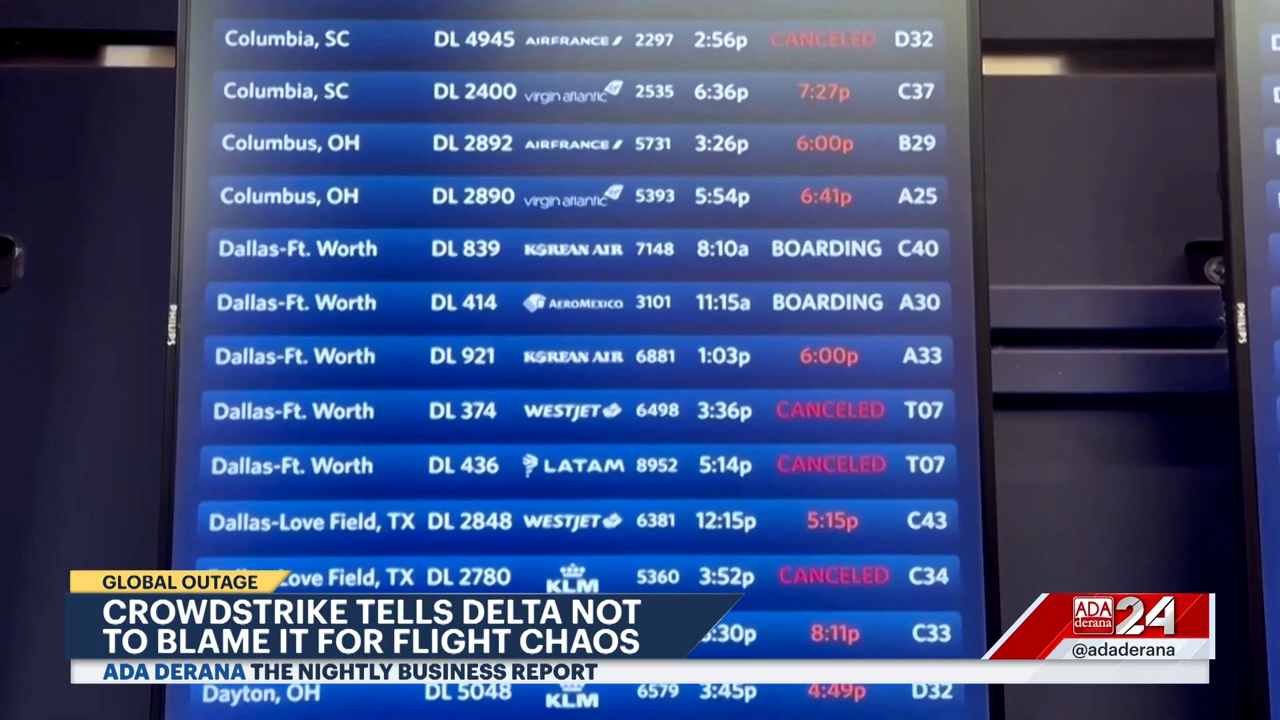 Columbia, SC DL 4945 AIRFRANCE 2297 2:56p CANCELED D32
Columbia, SC DL 2400 virgin atlantic 2535 6:36p 7:27p C37
Columbus, OH DL 2892 AIRFRANCE 5731 3:26p 6:00p B29
Columbus, OH DL 2890 virgin atlantic 5393 5:54p 6:41p A25
Dallas-Ft. Worth DL 839 KOREAN AIR 7148 8:10a BOARDING C40
Dallas-Ft. Worth DL 414 AEROMEXICO 3101 11:15a BOARDING A30
PHILIPS
PHILIPS
Dallas-Ft. Worth DL 921 KOREAN AIR 6881 1:03p 6:00p A33
Dallas-Ft. Worth DL 374 WESTJET 6498 3:36p CANCELED T07
Dallas-Ft. Worth DL 436 LATAM 8952 5:14p CANCELED T07
Dallas-Love Field, TX DL 2848 WESTJET 6381 12:15p 5:15p C43
Love Field, TX DL 2780 KLM 5360 3:52p CANCELED C34
:30p 8:11p C33
Dayton, OH DL 5048 KLM 6579 3:45p 4:49p D32
GLOBAL OUTAGE
CROWDSTRIKE TELLS DELTA NOT
TO BLAME IT FOR FLIGHT CHAOS
ADA DERANA THE NIGHTLY BUSINESS REPORT
ADA derana 24
@adaderana